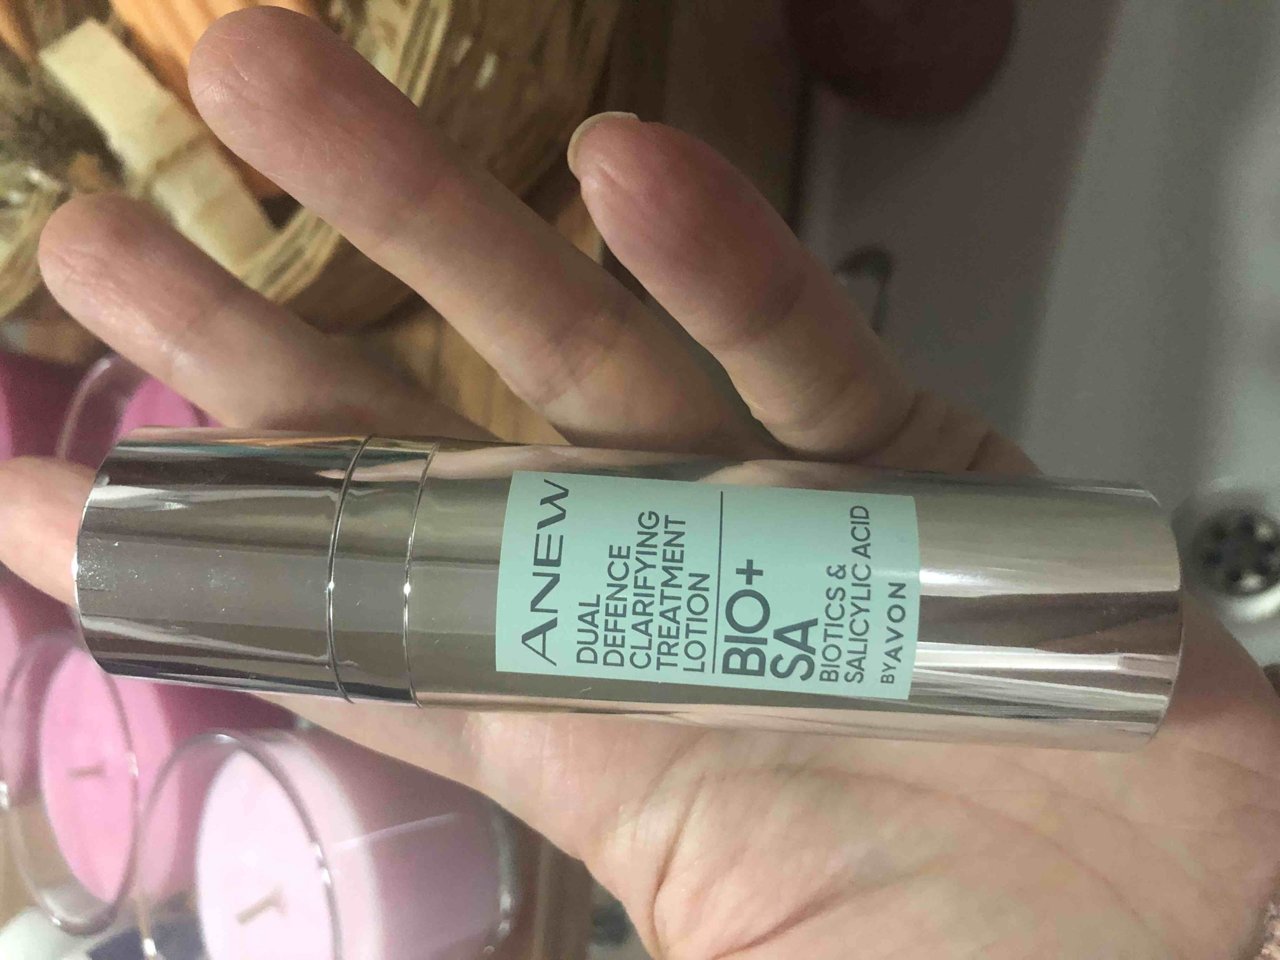 ANEW
DUAL
DEFENCE
CLARIFYING
TREATMENT
LOTION
BIO+
SA
BIOTICS &
SALICYLIC ACID
BY AVON